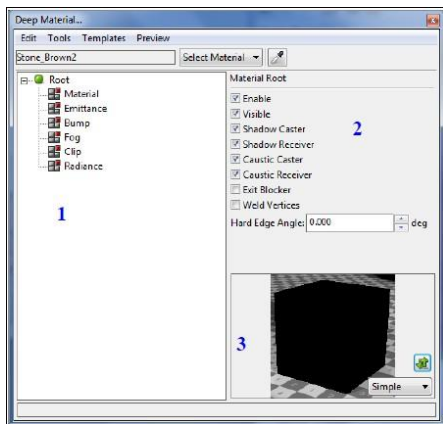 Deep Material...
Edit Tools Templates Preview
Stone_Brown2 Select Material
Root
Material
Emittance
Bump
Fog
Clip
Radiance
1
Material Root
Enable
Visible
Shadow Caster
Shadow Receiver
Caustic Caster
Caustic Receiver
Exit Blocker
Weld Vertices
Hard Edge Angle: 0.000 deg
2
3
Simple